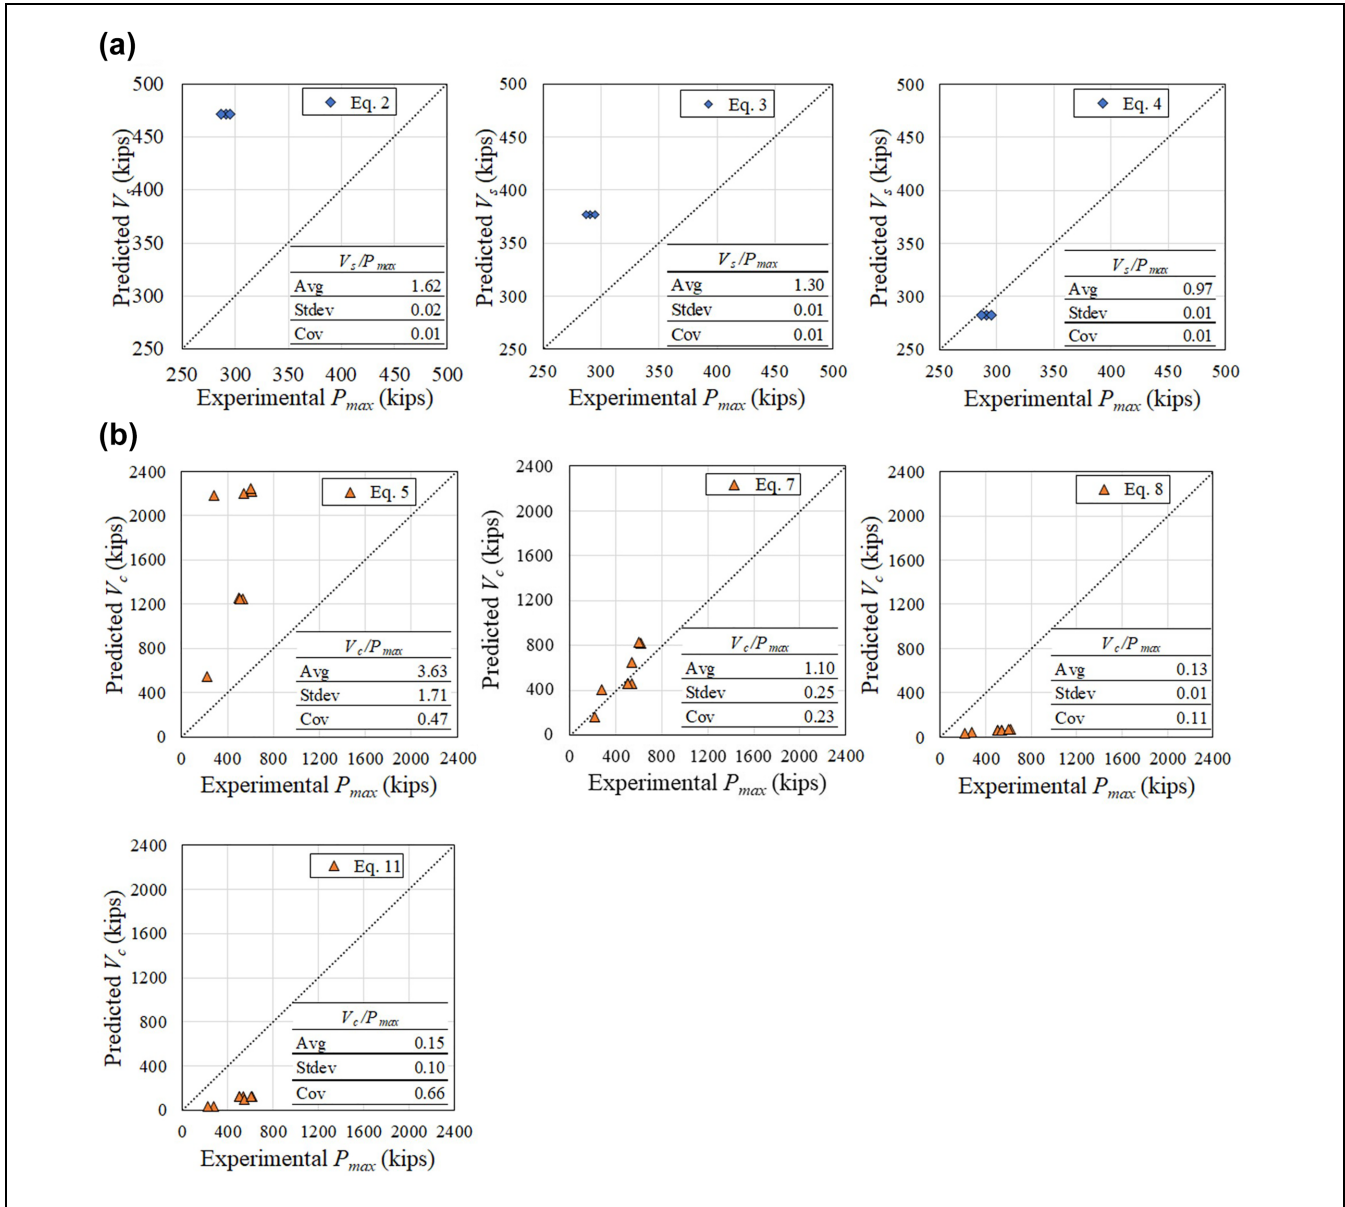 (a)
500
450
400
350
300
250
Predicted Vs (kips)
Eq. 2
Vs/Pmax
Avg 1.62
Stdev 0.02
Cov 0.01
250 300 350 400 450 500
Experimental Pmax (kips)
500
450
400
350
300
250
Predicted Vs (kips)
Eq. 3
Vs/Pmax
Avg 1.30
Stdev 0.01
Cov 0.01
250 300 350 400 450 500
Experimental Pmax (kips)
500
450
400
350
300
250
Predicted Vs (kips)
Eq. 4
Vs/Pmax
Avg 0.97
Stdev 0.01
Cov 0.01
250 300 350 400 450 500
Experimental Pmax (kips)
(b)
2400
2000
1600
1200
800
400
0
Predicted Vc (kips)
Eq. 5
Vc/Pmax
Avg 3.63
Stdev 1.71
Cov 0.47
0 400 800 1200 1600 2000 2400
Experimental Pmax (kips)
2400
2000
1600
1200
800
400
0
Predicted Vc (kips)
Eq. 7
Vc/Pmax
Avg 1.10
Stdev 0.25
Cov 0.23
0 400 800 1200 1600 2000 2400
Experimental Pmax (kips)
2400
2000
1600
1200
800
400
0
Predicted Vc (kips)
Eq. 8
Vc/Pmax
Avg 0.13
Stdev 0.01
Cov 0.11
0 400 800 1200 1600 2000 2400
Experimental Pmax (kips)
2400
2000
1600
1200
800
400
0
Predicted Vc (kips)
Eq. 11
Vc/Pmax
Avg 0.15
Stdev 0.10
Cov 0.66
0 400 800 1200 1600 2000 2400
Experimental Pmax (kips)